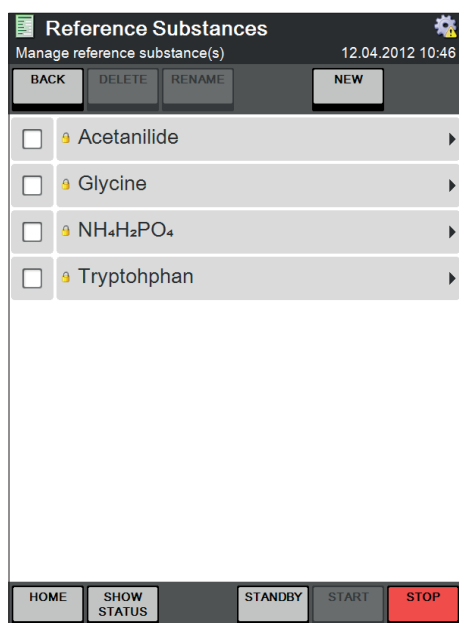 Reference Substances
Manage reference substance(s) 12.04.2012 10:46
BACK DELETE RENAME NEW
Acetanilide
Glycine
NH₄H₂PO₄
Tryptohphan
HOME SHOW STATUS STANDBY START STOP